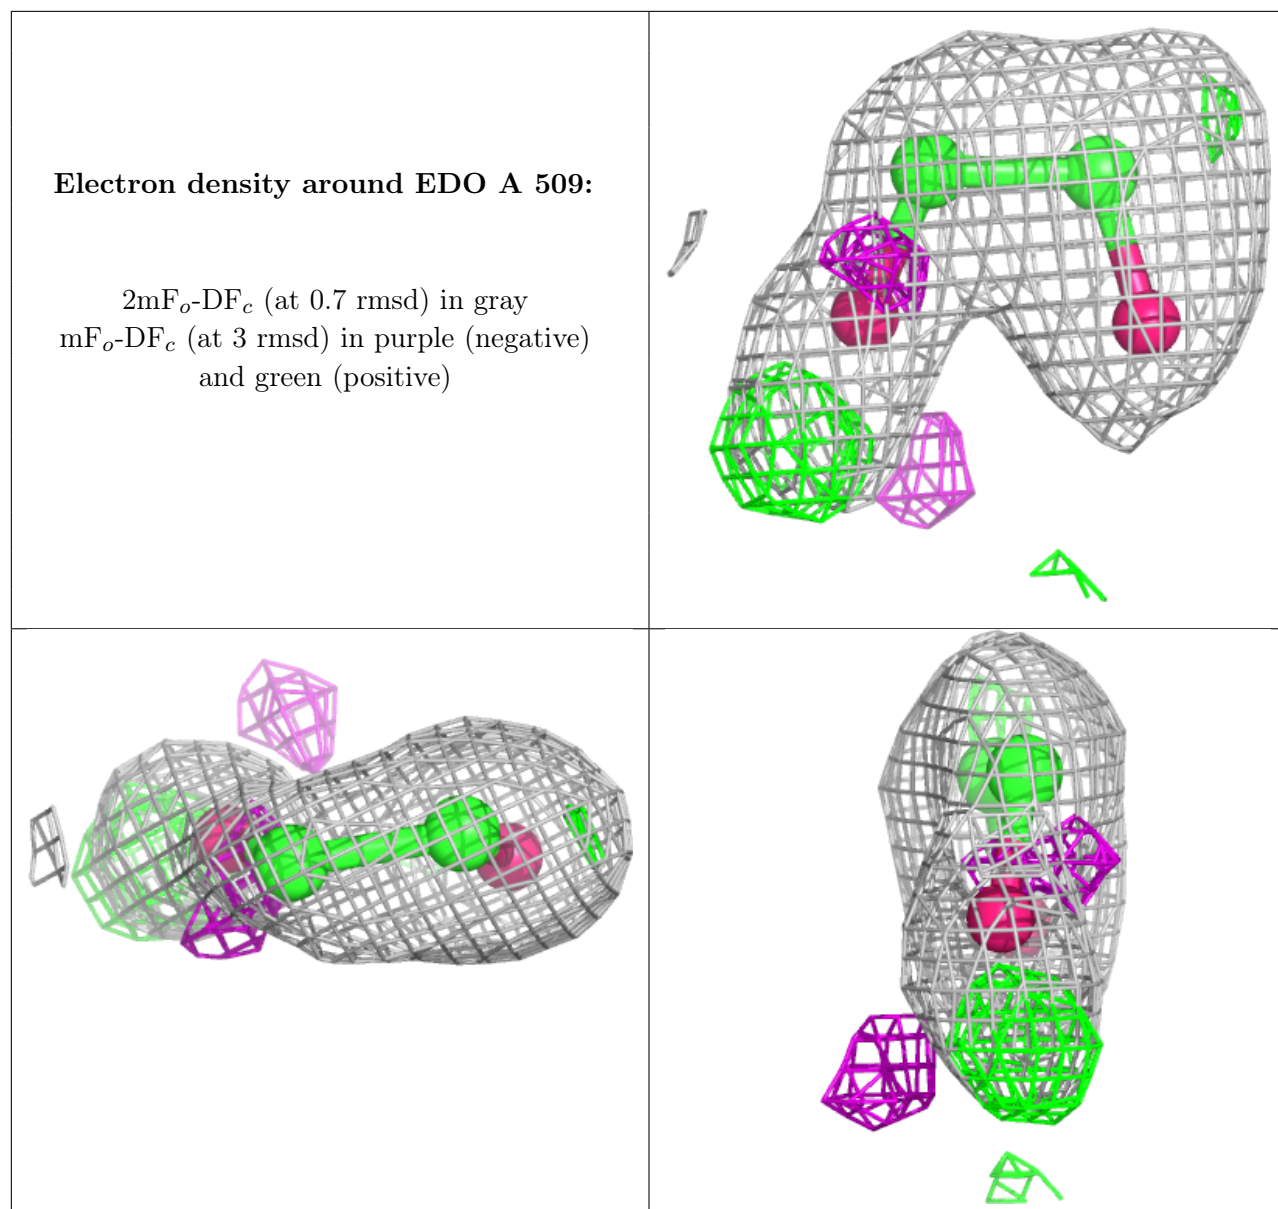 Electron density around EDO A 509:
2mFo-DFc (at 0.7 rmsd) in gray
mFo-DFc (at 3 rmsd) in purple (negative)
and green (positive)